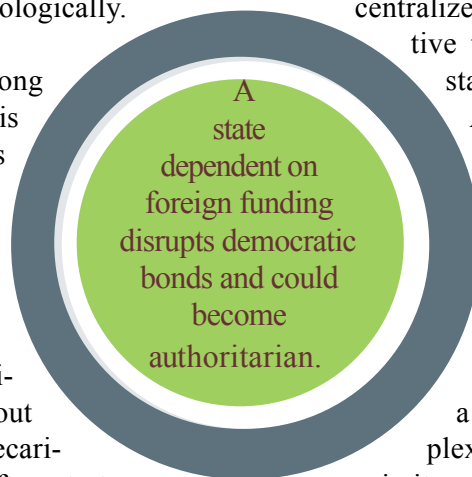 ologically.
centralize
tive
ong
sta
is
s
A
state
dependent on
foreign funding
disrupts democratic
bonds and could
become
authoritarian.
i-
out
a
ecari-
plex